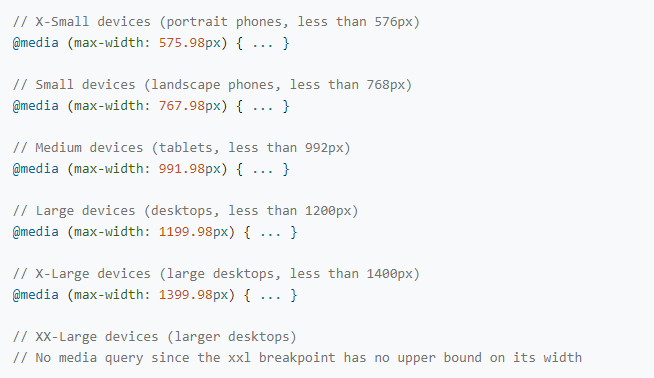 // X-Small devices (portrait phones, less than 576px)
@media (max-width: 575.98px) { ... }
// Small devices (landscape phones, less than 768px)
@media (max-width: 767.98px) { ... }
// Medium devices (tablets, less than 992px)
@media (max-width: 991.98px) { ... }
// Large devices (desktops, less than 1200px)
@media (max-width: 1199.98px) { ... }
// X-Large devices (large desktops, less than 1400px)
@media (max-width: 1399.98px) { ... }
// XX-Large devices (larger desktops)
// No media query since the xxl breakpoint has no upper bound on its width